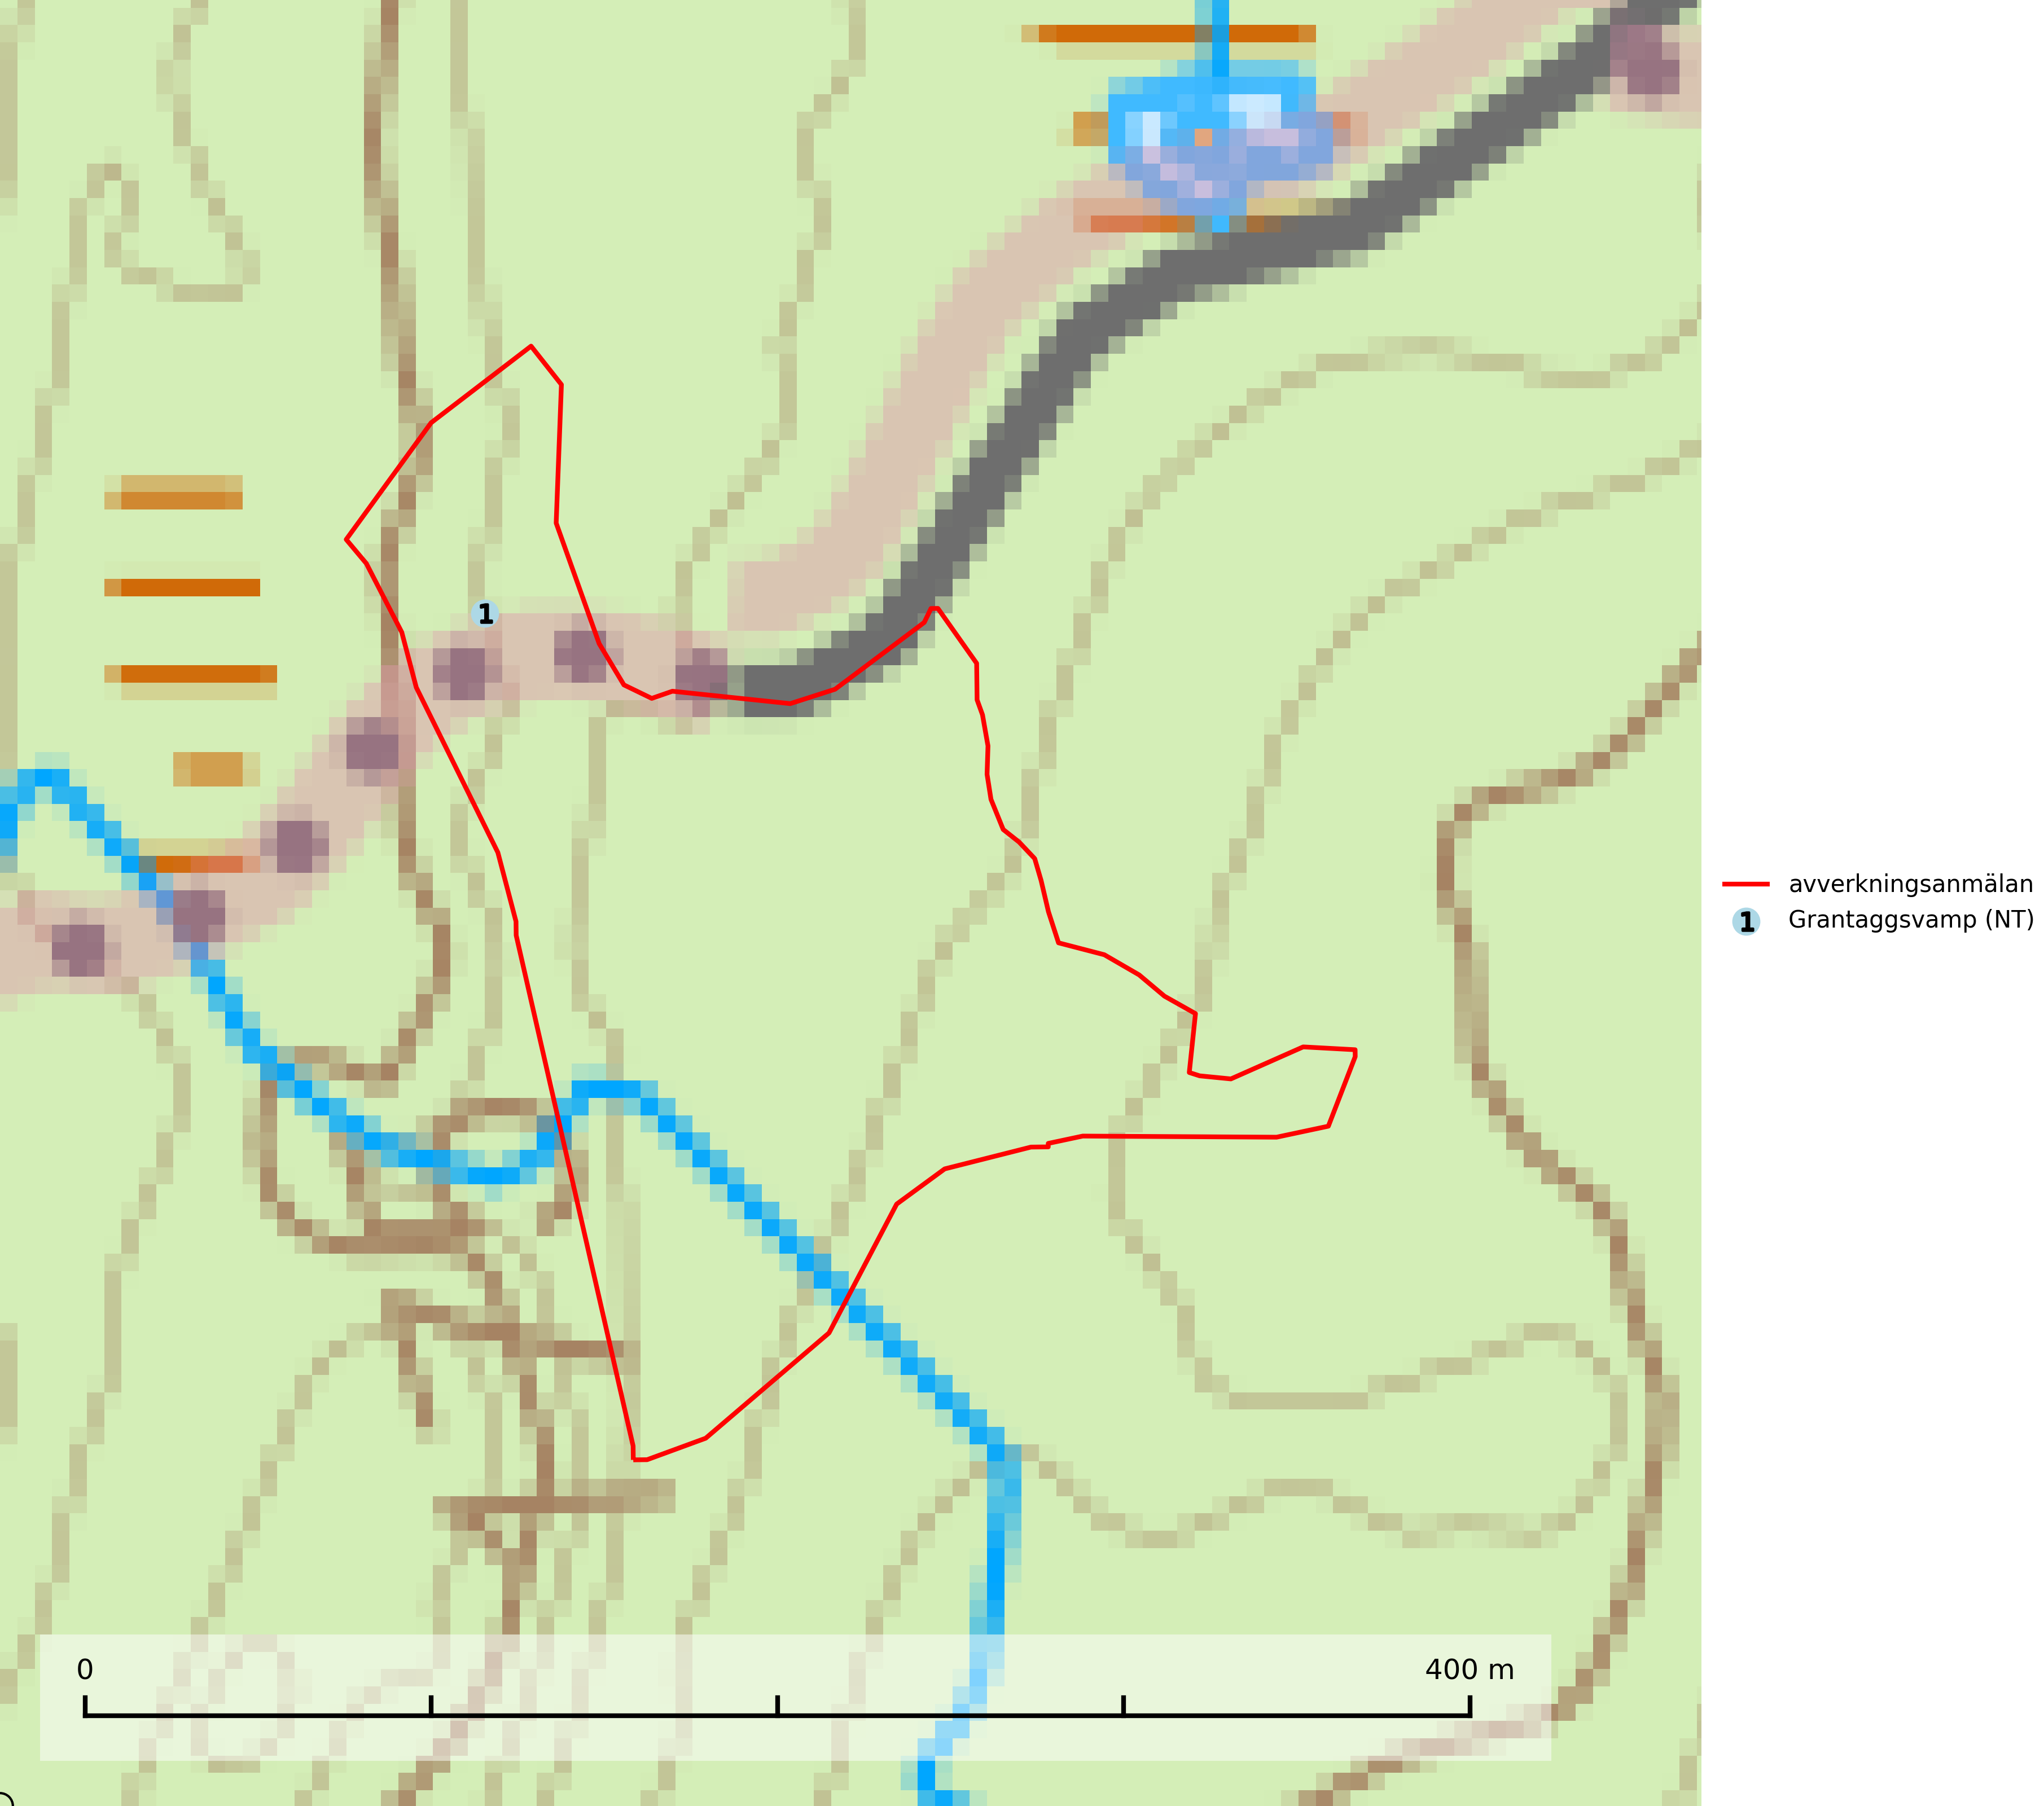 1
avverkningsanmälan
1 Grantaggsvamp (NT)
0 400 m